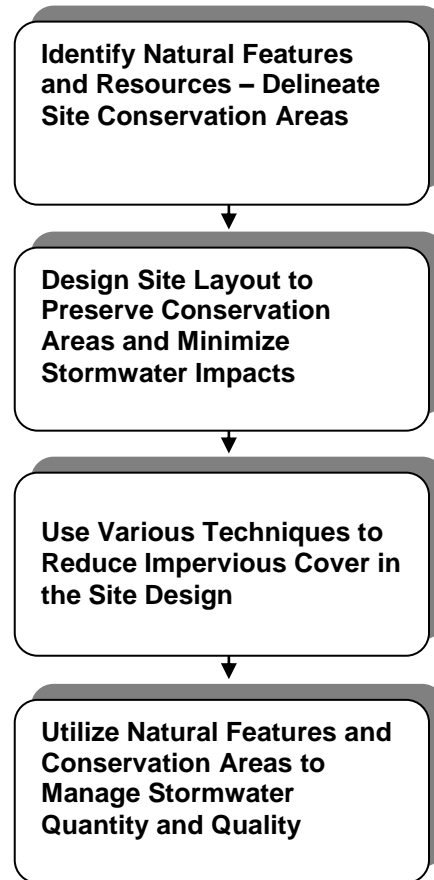 Identify Natural Features
and Resources – Delineate
Site Conservation Areas
Design Site Layout to
Preserve Conservation
Areas and Minimize
Stormwater Impacts
Use Various Techniques to
Reduce Impervious Cover in
the Site Design
Utilize Natural Features and
Conservation Areas to
Manage Stormwater
Quantity and Quality